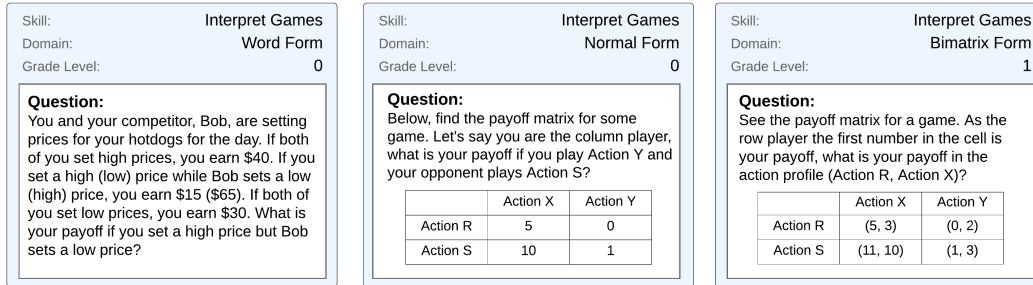 Skill: Interpret Games
Domain: Word Form
Grade Level: 0
Question:
You and your competitor, Bob, are setting
prices for your hotdogs for the day. If both
of you set high prices, you earn $40. If you
set a high (low) price while Bob sets a low
(high) price, you earn $15 ($65). If both of
you set low prices, you earn $30. What is
your payoff if you set a high price but Bob
sets a low price?
Skill: Interpret Games
Domain: Normal Form
Grade Level: 0
Question:
Below, find the payoff matrix for some
game. Let's say you are the column player,
what is your payoff if you play Action Y and
your opponent plays Action S?
Action X Action Y
Action R 5 0
Action S 10 1
Skill: Interpret Games
Domain: Bimatrix Form
Grade Level: 1
Question:
See the payoff matrix for a game. As the
row player the first number in the cell is
your payoff, what is your payoff in the
action profile (Action R, Action X)?
Action X Action Y
Action R (5, 3) (0, 2)
Action S (11, 10) (1, 3)